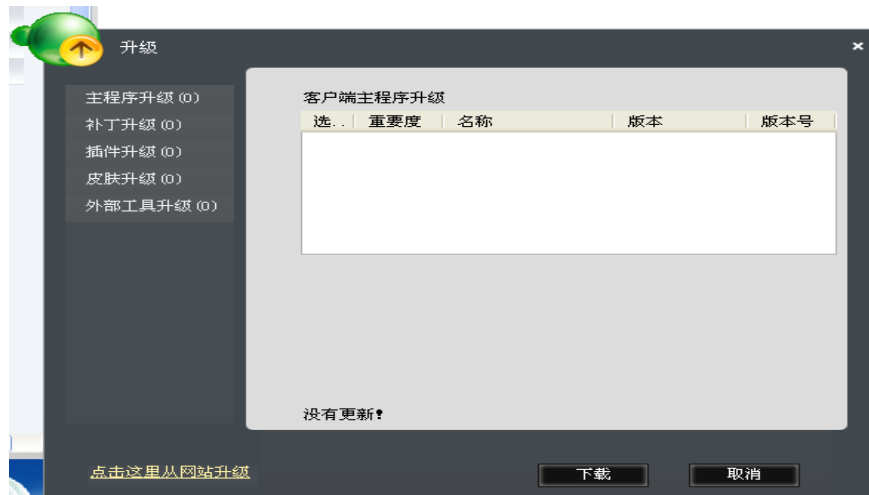 升级
主程序升级(0)
补丁升级(0)
插件升级(0)
皮肤升级(0)
外部工具升级(0)
客户端主程序升级
选.. 重要度 名称 版本 版本号
没有更新!
点击这里从网站升级
下载 取消